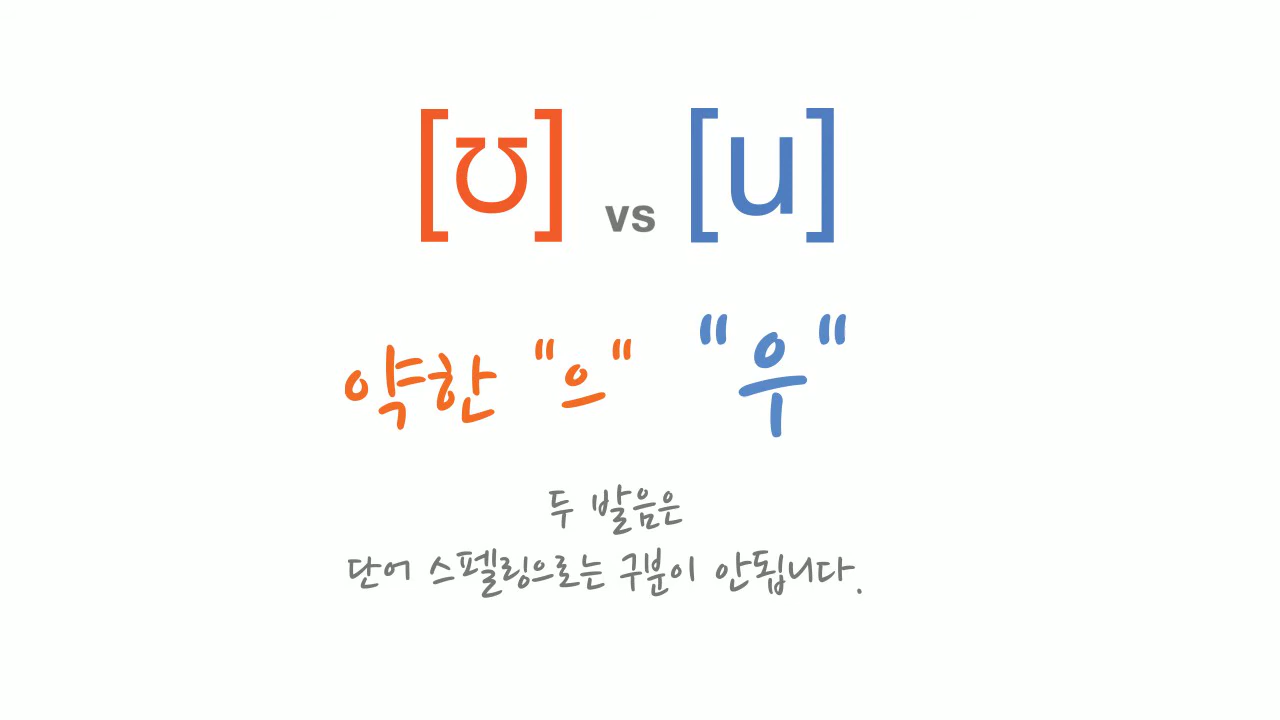 [ʊ] vs [u]
약한 "으" "우"
두 발음은
단어 스펠링으로는 구분이 안됩니다.